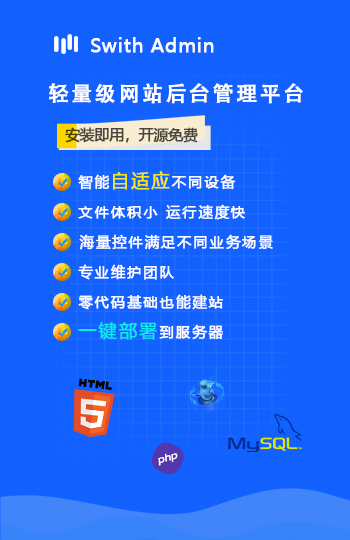 Swith Admin
轻量级网站后台管理平台
安装即用，开源免费
智能自适应不同设备
文件体积小 运行速度快
海量控件满足不同业务场景
专业维护团队
零代码基础也能建站
一键部署到服务器
HTML
5
MySQL
php